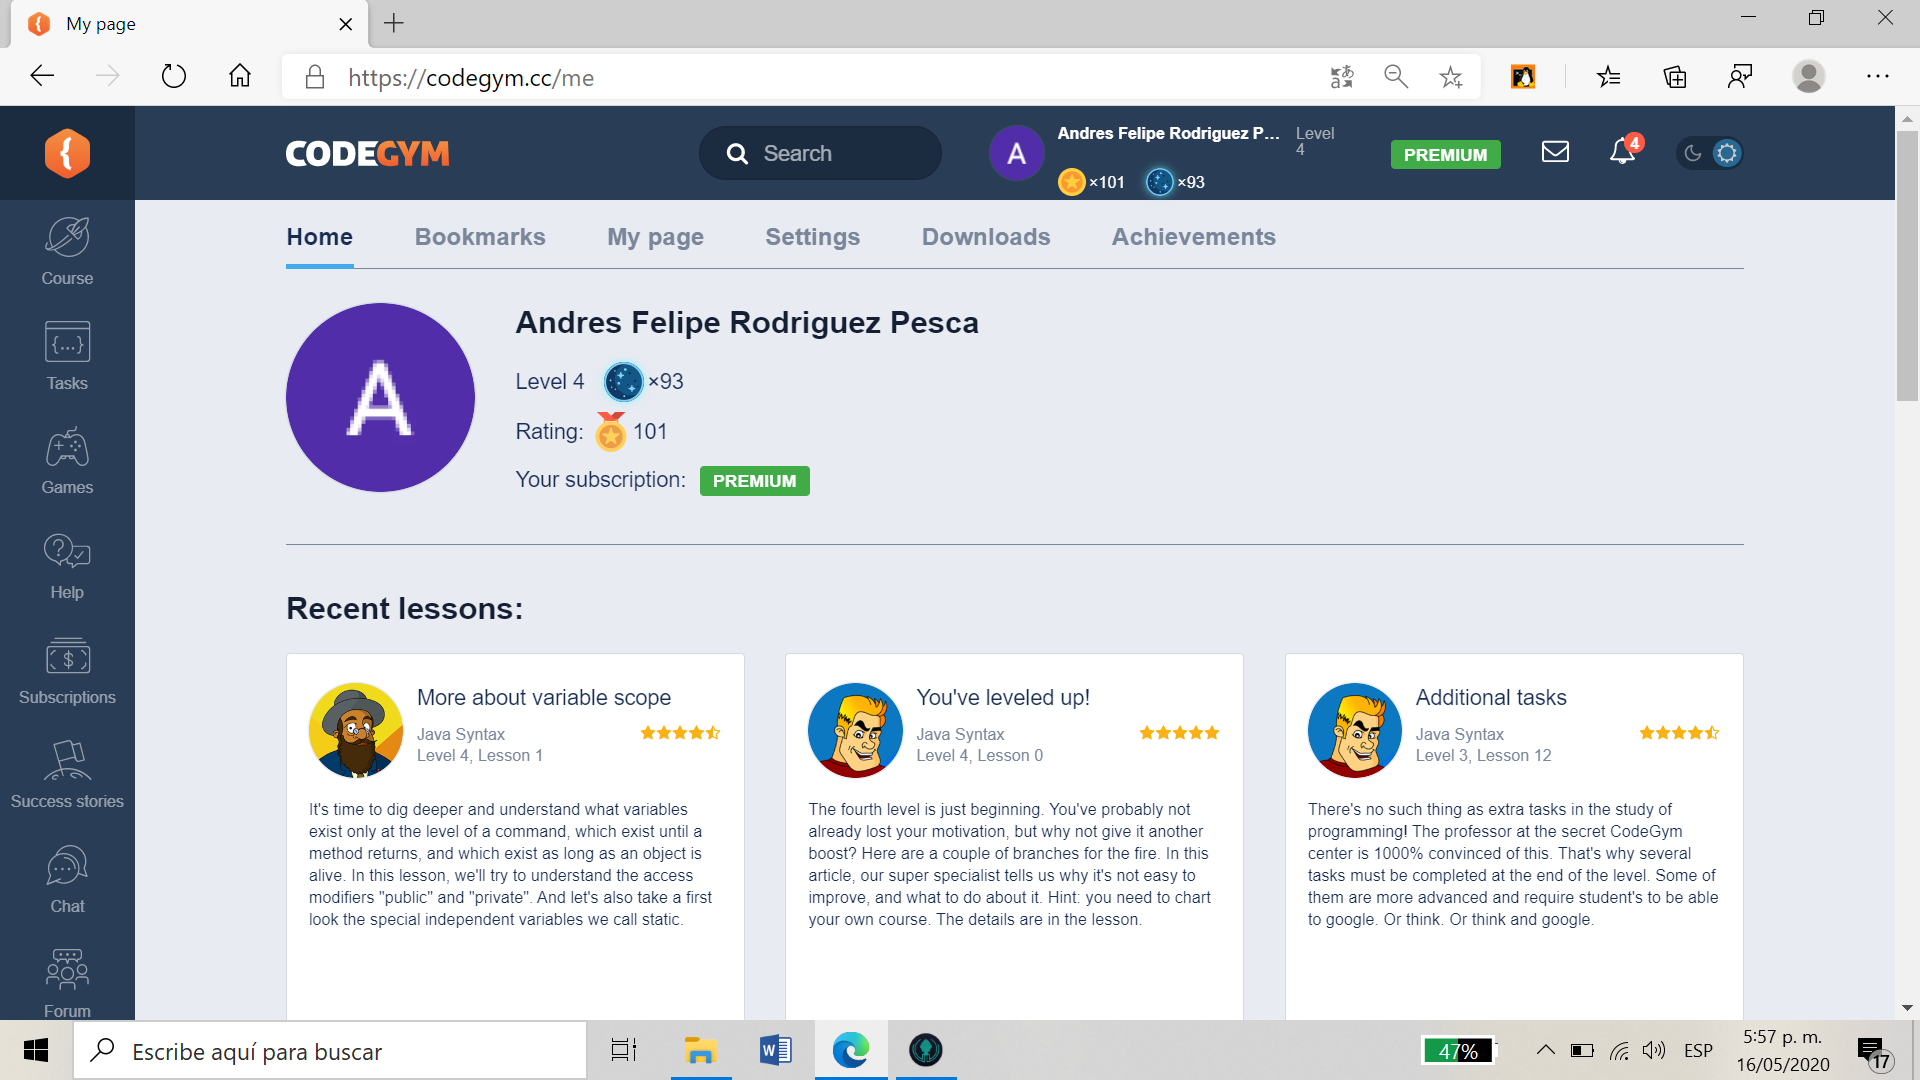 My page
https://codegym.cc/me
CODEGYM
Search
A
Andres Felipe Rodriguez P...
Level
4
×101
×93
PREMIUM
4
Course
Tasks
Games
Help
Subscriptions
Success stories
Chat
Forum
Home
Bookmarks
My page
Settings
Downloads
Achievements
A
Andres Felipe Rodriguez Pesca
Level 4
×93
Rating:
101
Your subscription:
PREMIUM
Recent lessons:
More about variable scope
Java Syntax
Level 4, Lesson 1
It's time to dig deeper and understand what variables
exist only at the level of a command, which exist until a
method returns, and which exist as long as an object is
alive. In this lesson, we'll try to understand the access
modifiers "public" and "private". And let's also take a first
look the special independent variables we call static.
You've leveled up!
Java Syntax
Level 4, Lesson 0
The fourth level is just beginning. You've probably not
already lost your motivation, but why not give it another
boost? Here are a couple of branches for the fire. In this
article, our super specialist tells us why it's not easy to
improve, and what to do about it. Hint: you need to chart
your own course. The details are in the lesson.
Additional tasks
Java Syntax
Level 3, Lesson 12
There's no such thing as extra tasks in the study of
programming! The professor at the secret CodeGym
center is 1000% convinced of this. That's why several
tasks must be completed at the end of the level. Some of
them are more advanced and require student's to be able
to google. Or think. Or think and google.
Escribe aquí para buscar
47%
ESP
5:57 p. m.
16/05/2020
17